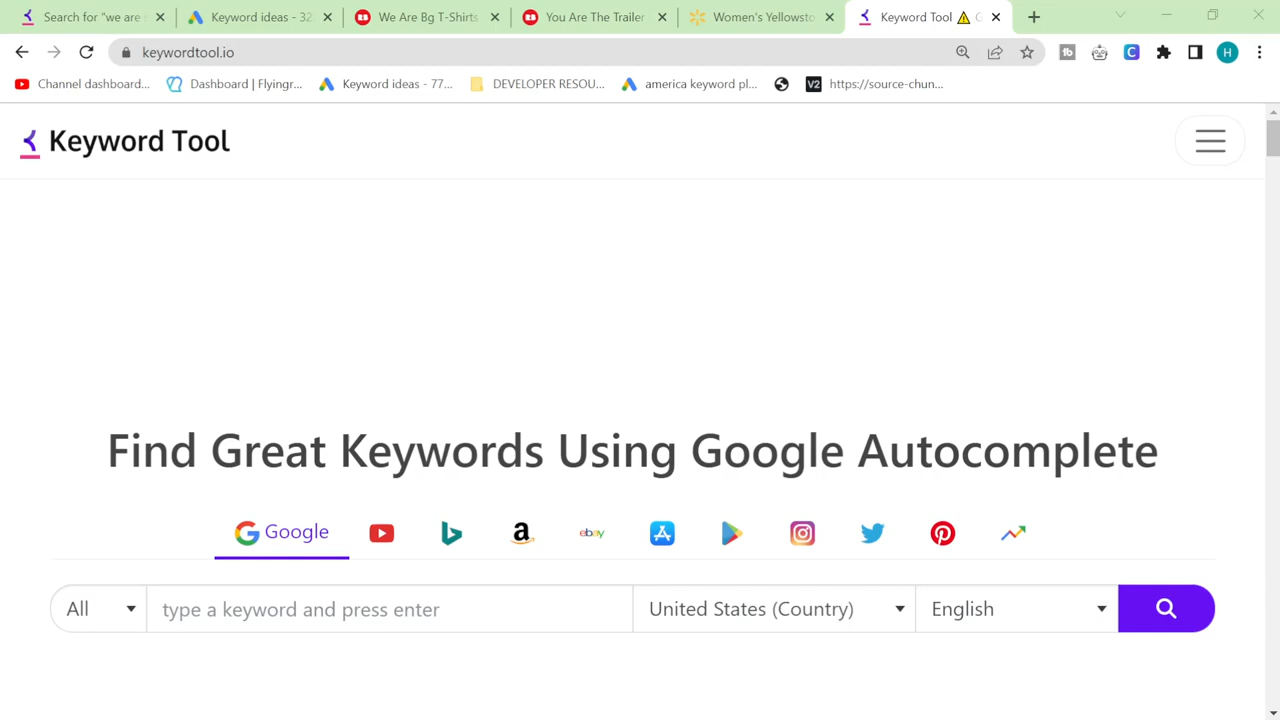 Search for "we are
Keyword ideas - 32
We Are Bg T-Shirts
You Are The Trailer
Women's Yellowsto
Keyword Tool
keywordtool.io
H
Channel dashboard...
Dashboard | Flyingr...
Keyword ideas - 77...
DEVELOPER RESOU...
america keyword pl...
V2
https://source-chun...
Keyword Tool
Find Great Keywords Using Google Autocomplete
Google
ebay
All
type a keyword and press enter
United States (Country)
English